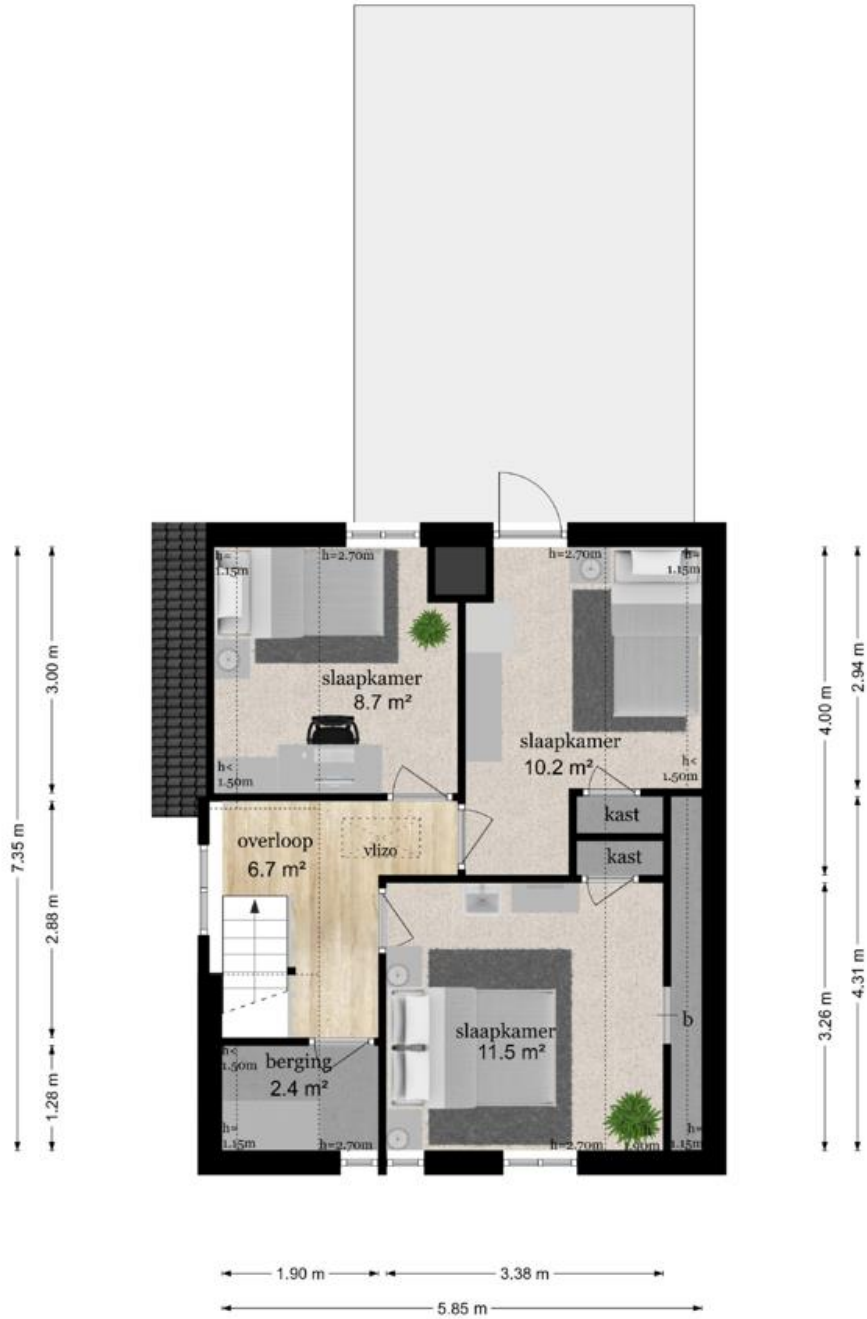 h=
1.15m
h=2.70m
h=2.70m
h=
1.15m
slaapkamer
8.7 m²
h<
1.50m
slaapkamer
10.2 m²
h<
1.50m
kast
kast
overloop
6.7 m²
vlizo
slaapkamer
11.5 m²
b
h<
1.50m
berging
2.4 m²
h=
1.15m
h=2.70m
h=2.70m
h=
1.90m
h=
1.15m
7.35 m
3.00 m
2.88 m
1.28 m
4.00 m
3.26 m
2.94 m
4.31 m
1.90 m
3.38 m
5.85 m